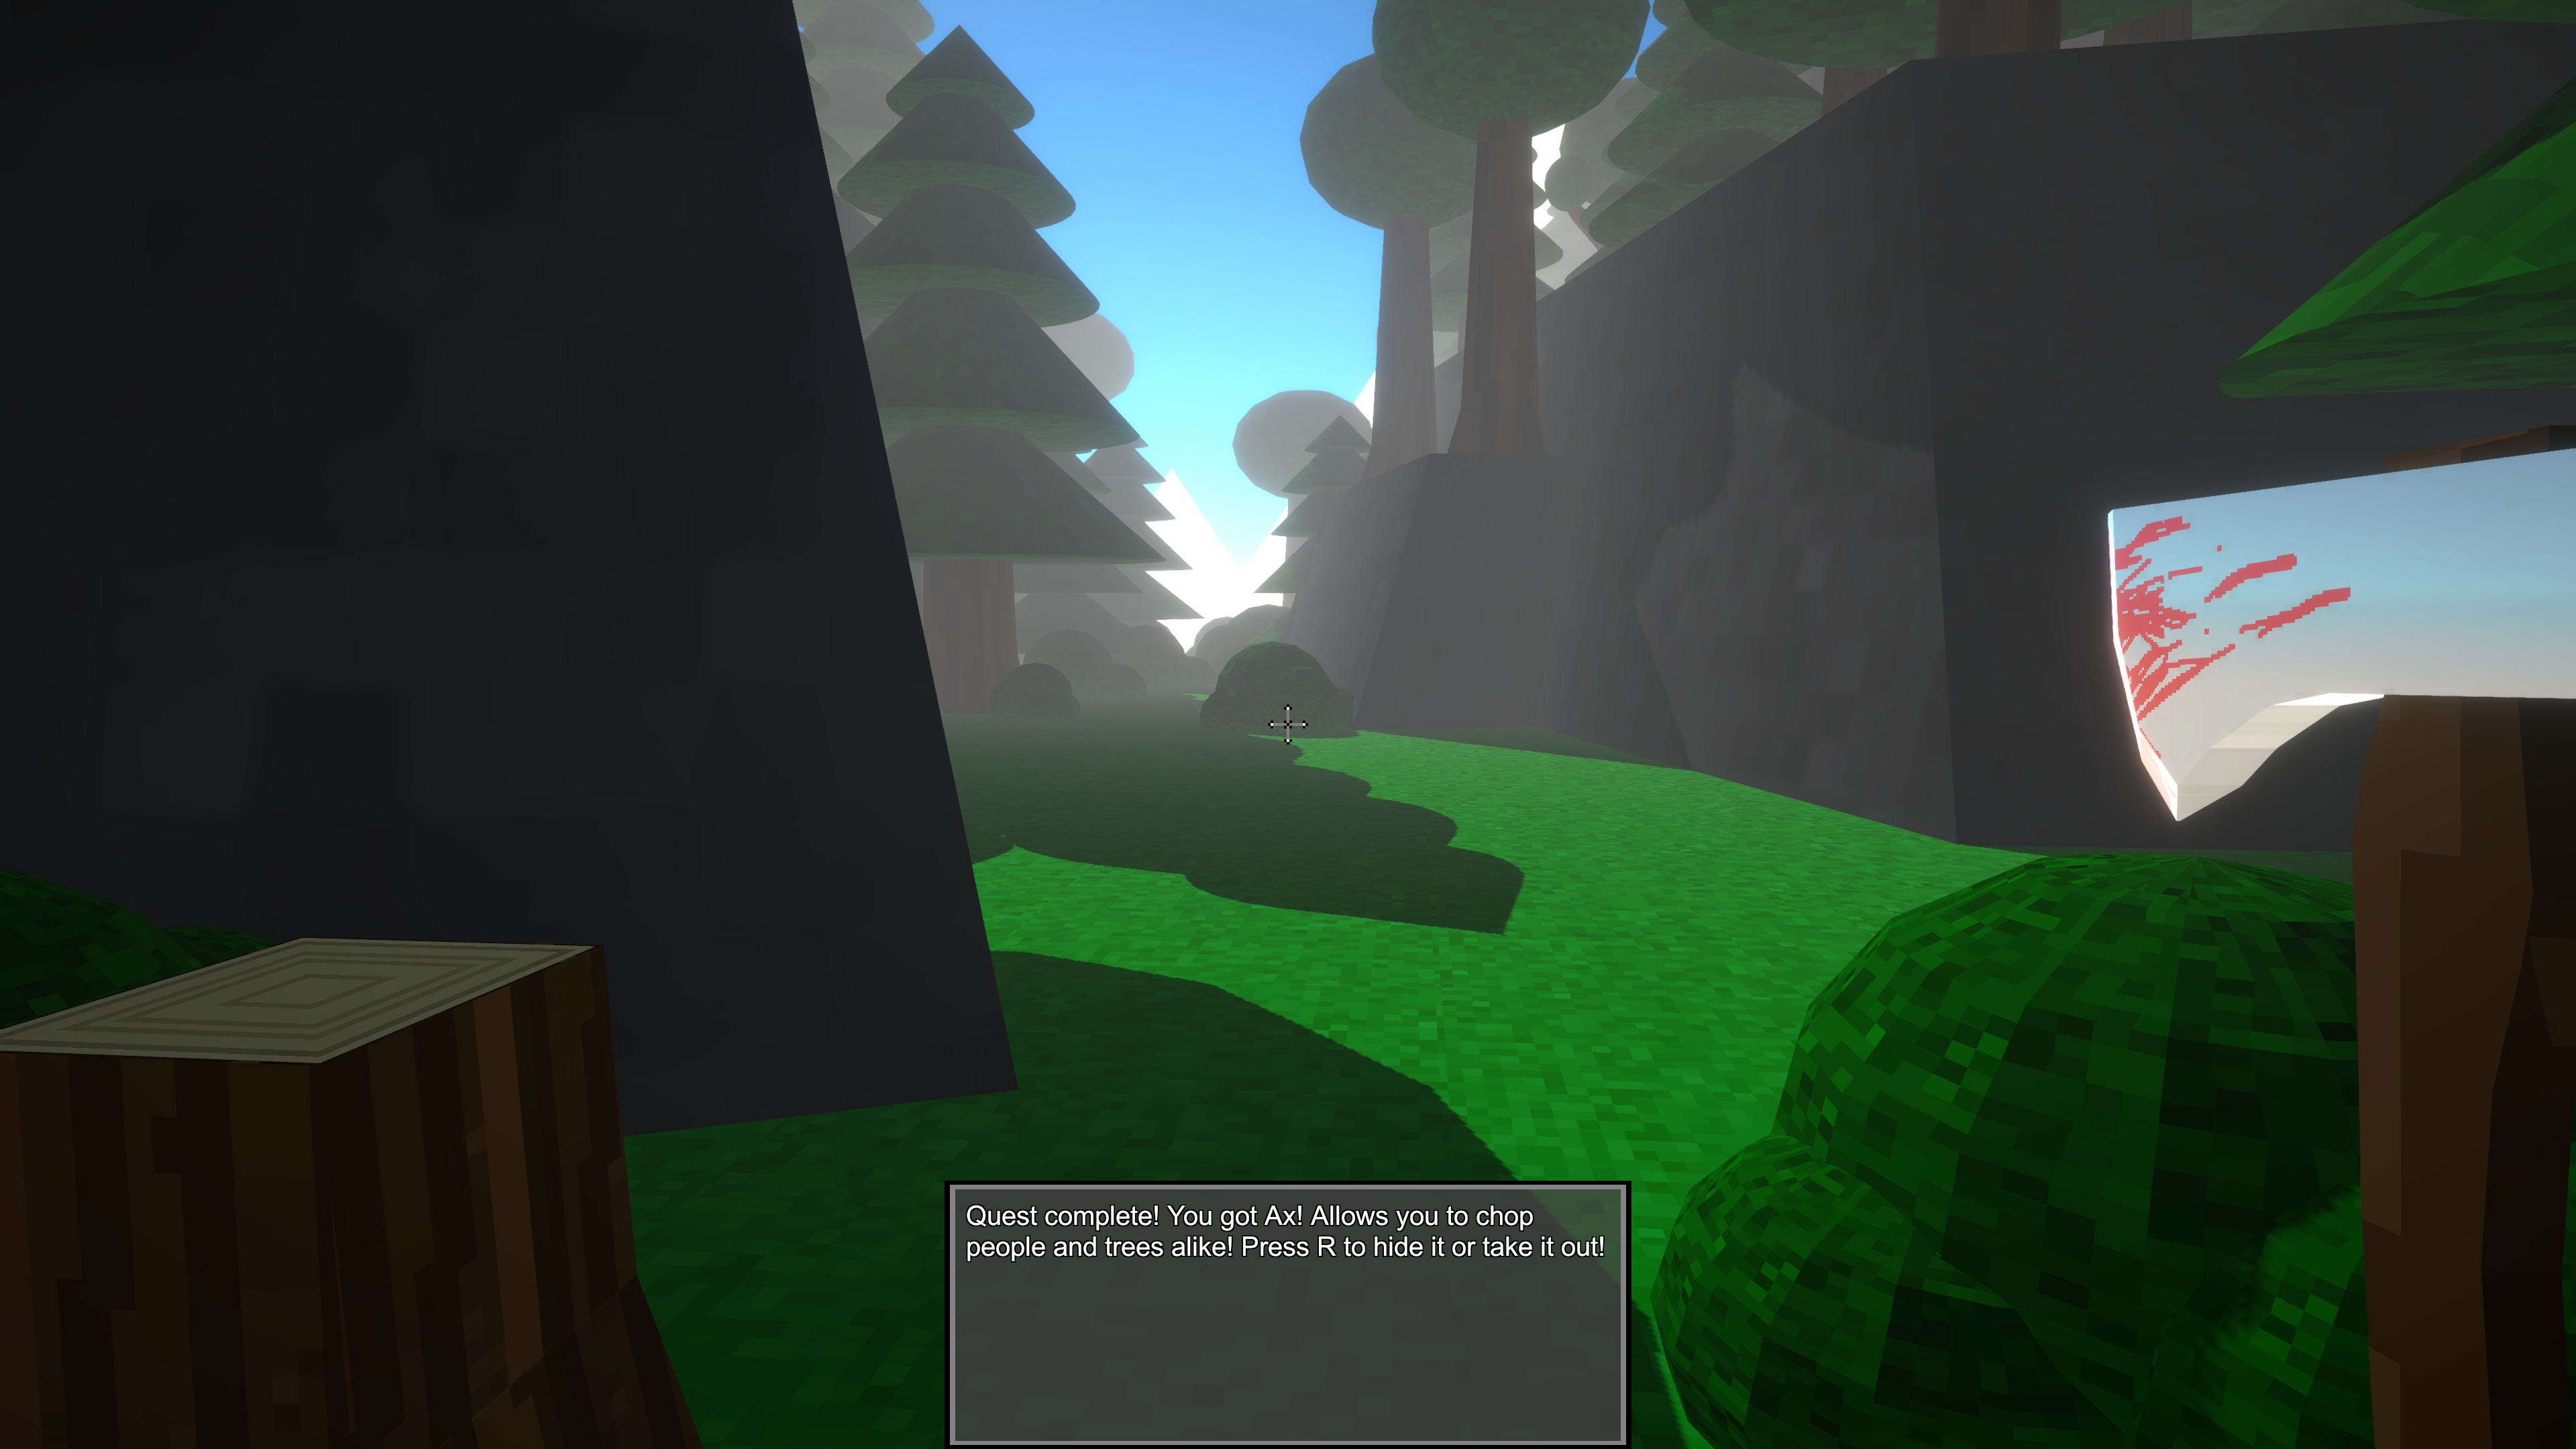 Quest complete! You got Ax! Allows you to chop
people and trees alike! Press R to hide it or take it out!